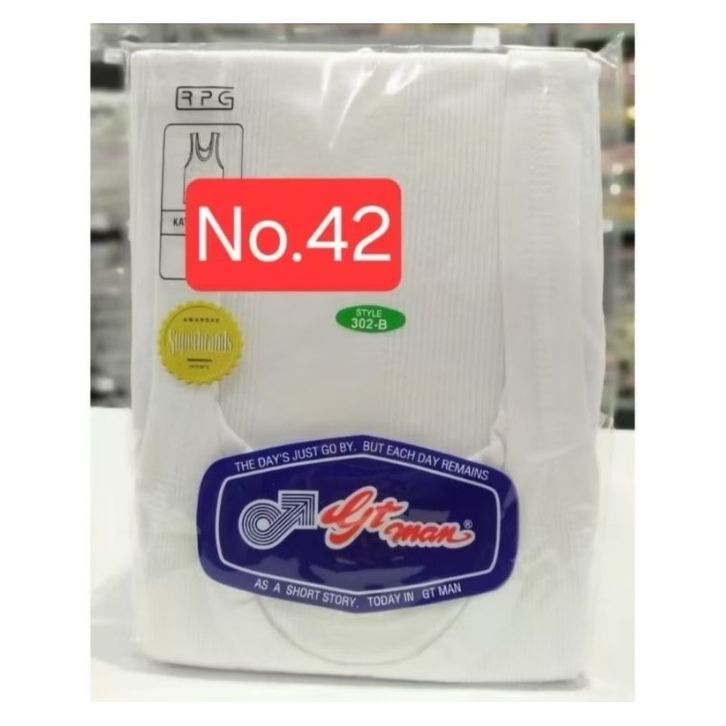 RPG
No.42
STYLE
302-B
AWARDED
Superbrands
THE DAY'S JUST GO BY. BUT EACH DAY REMAINS
Gt man ®
AS A SHORT STORY. TODAY IN GT MAN